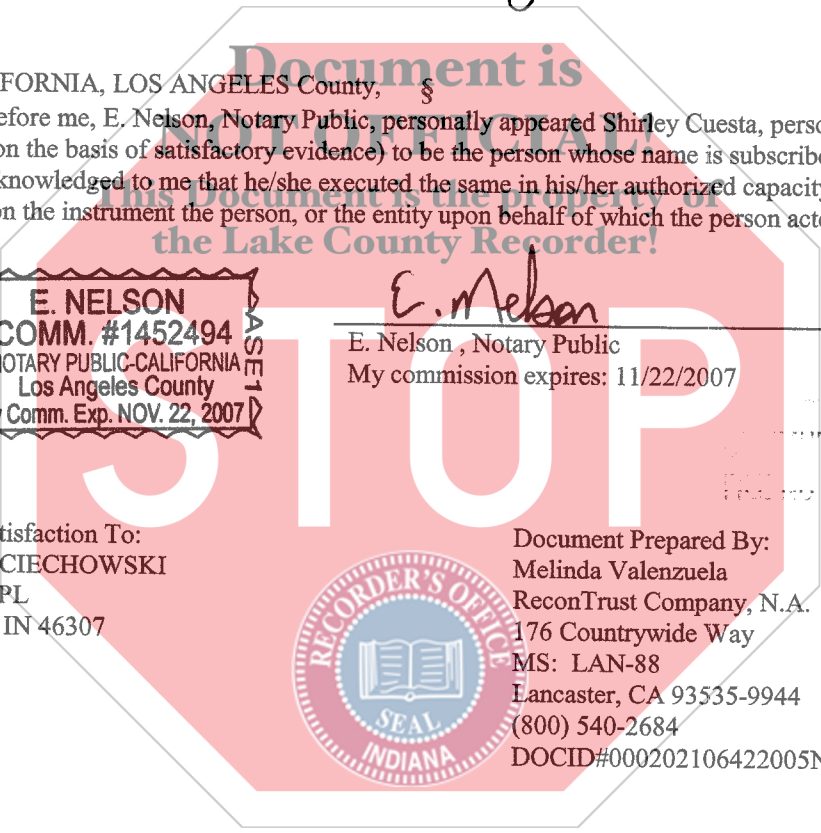 Document is
NOT OFFICIAL!
This Document is the property of
the Lake County Recorder!
FORNIA, LOS ANGELES County, §
efore me, E. Nelson, Notary Public, personally appeared Shirley Cuesta, perso
on the basis of satisfactory evidence) to be the person whose name is subscribe
knowledged to me that he/she executed the same in his/her authorized capacity
on the instrument the person, or the entity upon behalf of which the person acte
E. NELSON
COMM. #1452494
OTARY PUBLIC-CALIFORNIA
Los Angeles County
Comm. Exp. NOV. 22, 2007
ASE1
E. Nelson
E. Nelson , Notary Public
My commission expires: 11/22/2007
STOP
tisfaction To:
CIECHOWSKI
PL
IN 46307
Document Prepared By:
Melinda Valenzuela
ReconTrust Company, N.A.
176 Countrywide Way
MS: LAN-88
Lancaster, CA 93535-9944
(800) 540-2684
DOCID#000202106422005N
RECORDER'S OFFICE
SEAL
INDIANA